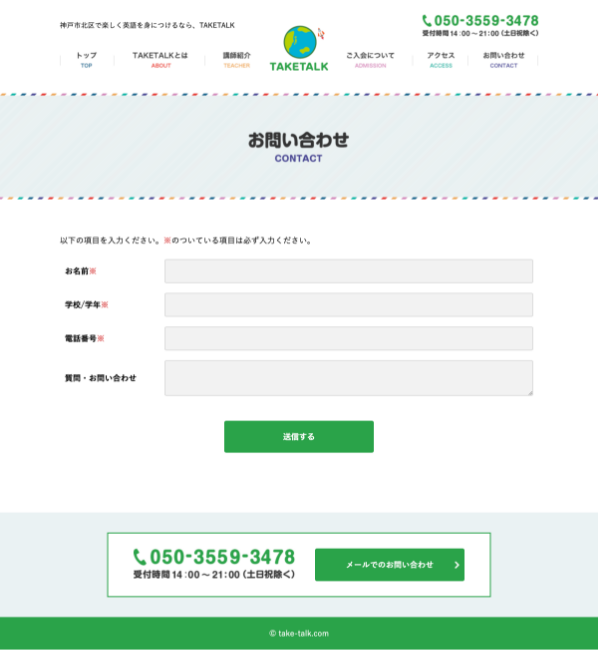 神戸市北区で楽しく英語を身につけるなら、TAKETALK
050-3559-3478
受付時間 14:00～21:00 (土日祝除く)
トップ
TOP
TAKETALKとは
ABOUT
講師紹介
TEACHER
TAKETALK
ご入会について
ADMISSION
アクセス
ACCESS
お問い合わせ
CONTACT
お問い合わせ
CONTACT
以下の項目を入力ください。※のついている項目は必ず入力ください。
お名前※
学校/学年※
電話番号※
質問・お問い合わせ
送信する
050-3559-3478
受付時間 14:00～21:00 (土日祝除く)
メールでのお問い合わせ
© take-talk.com